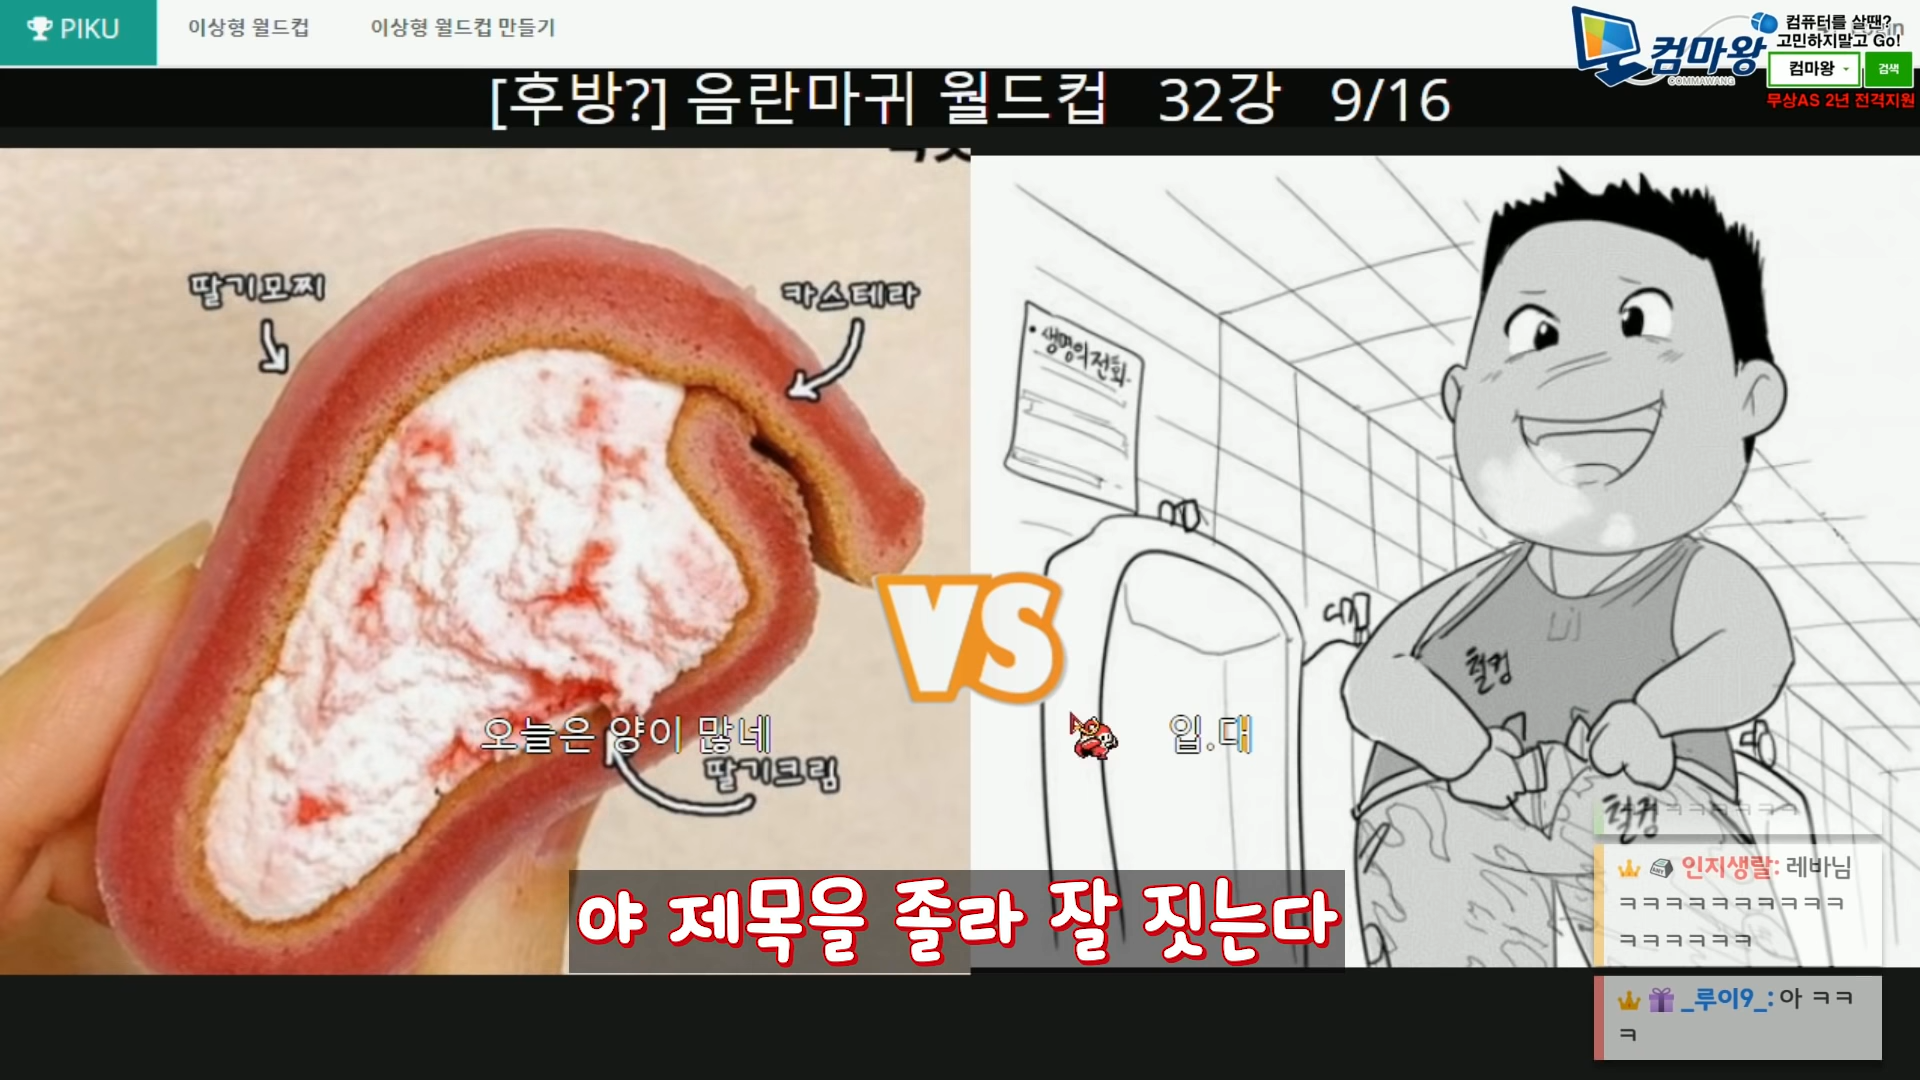 PIKU
이상형 월드컵
이상형 월드컵 만들기
컴마왕
COMMAWANG
컴퓨터를 살땐?
고민하지말고 Go!
컴마왕
검색
무상AS 2년 전격지원
[후방?] 음란마귀 월드컵 32강 9/16
딸기모찌
카스테라
생명의전화
VS
철컹
오늘은 양이 많네
입.대
딸기크림
철컹
ㅋㅋㅋㅋㅋㅋ
인지생랄: 레바님
ㅋㅋㅋㅋㅋㅋㅋㅋㅋㅋ
ㅋㅋㅋㅋㅋㅋ
야 제목을 졸라 잘 짓는다
_루이9_: 아 ㅋㅋ
ㅋ